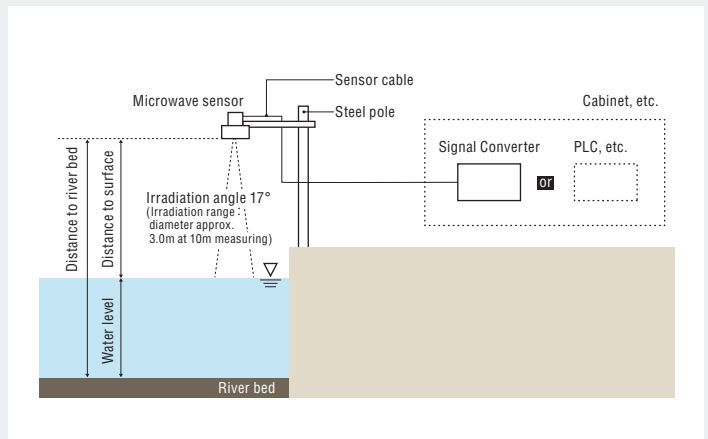 Sensor cable
Microwave sensor
Steel pole
Cabinet, etc.
Signal Converter
PLC, etc.
or
Distance to river bed
Distance to surface
Irradiation angle 17°
(Irradiation range :
diameter approx.
3.0m at 10m measuring)
Water level
River bed